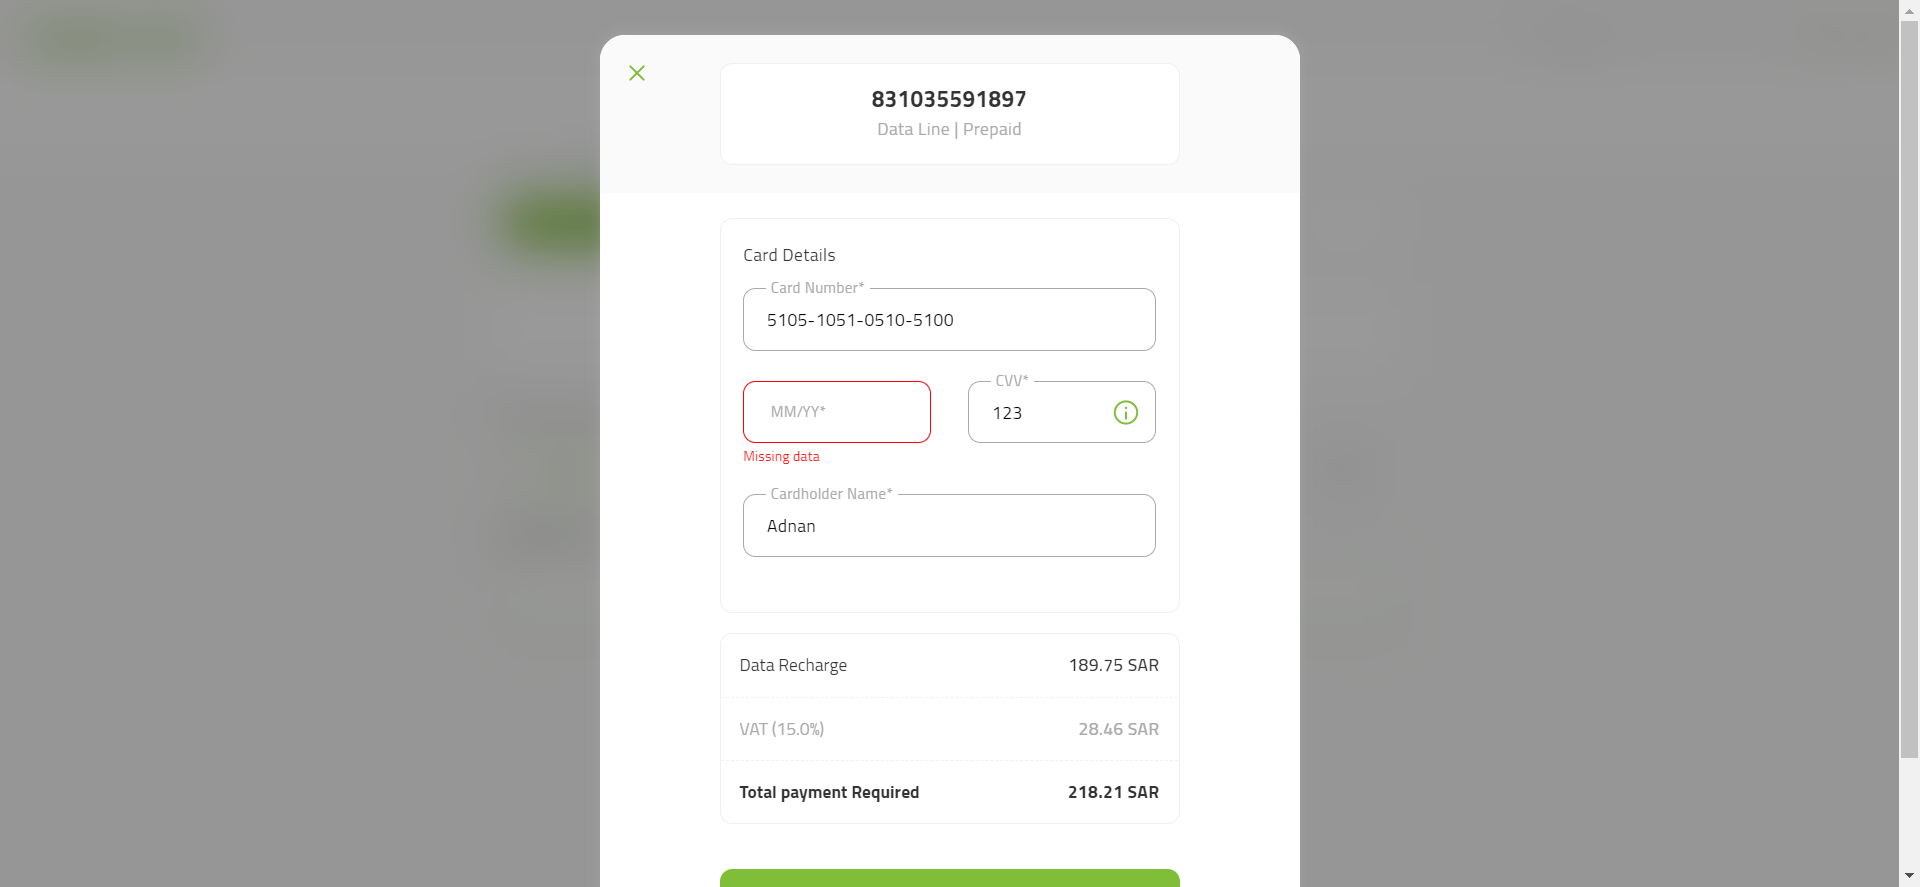 831035591897
Data Line | Prepaid
Card Details
Card Number*
5105-1051-0510-5100
MM/YY*
CVV*
123
Missing data
Cardholder Name*
Adnan
Data Recharge 189.75 SAR
VAT (15.0%) 28.46 SAR
Total payment Required 218.21 SAR